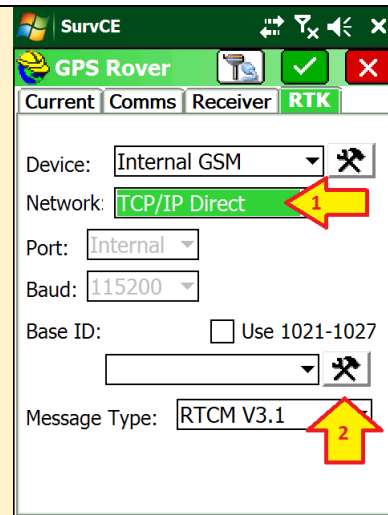 SurvCE
GPS Rover
Current Comms Receiver RTK
Device: Internal GSM
Network: TCP/IP Direct 1
Port: Internal
Baud: 115200
Base ID: Use 1021-1027
Message Type: RTCM V3.1
2